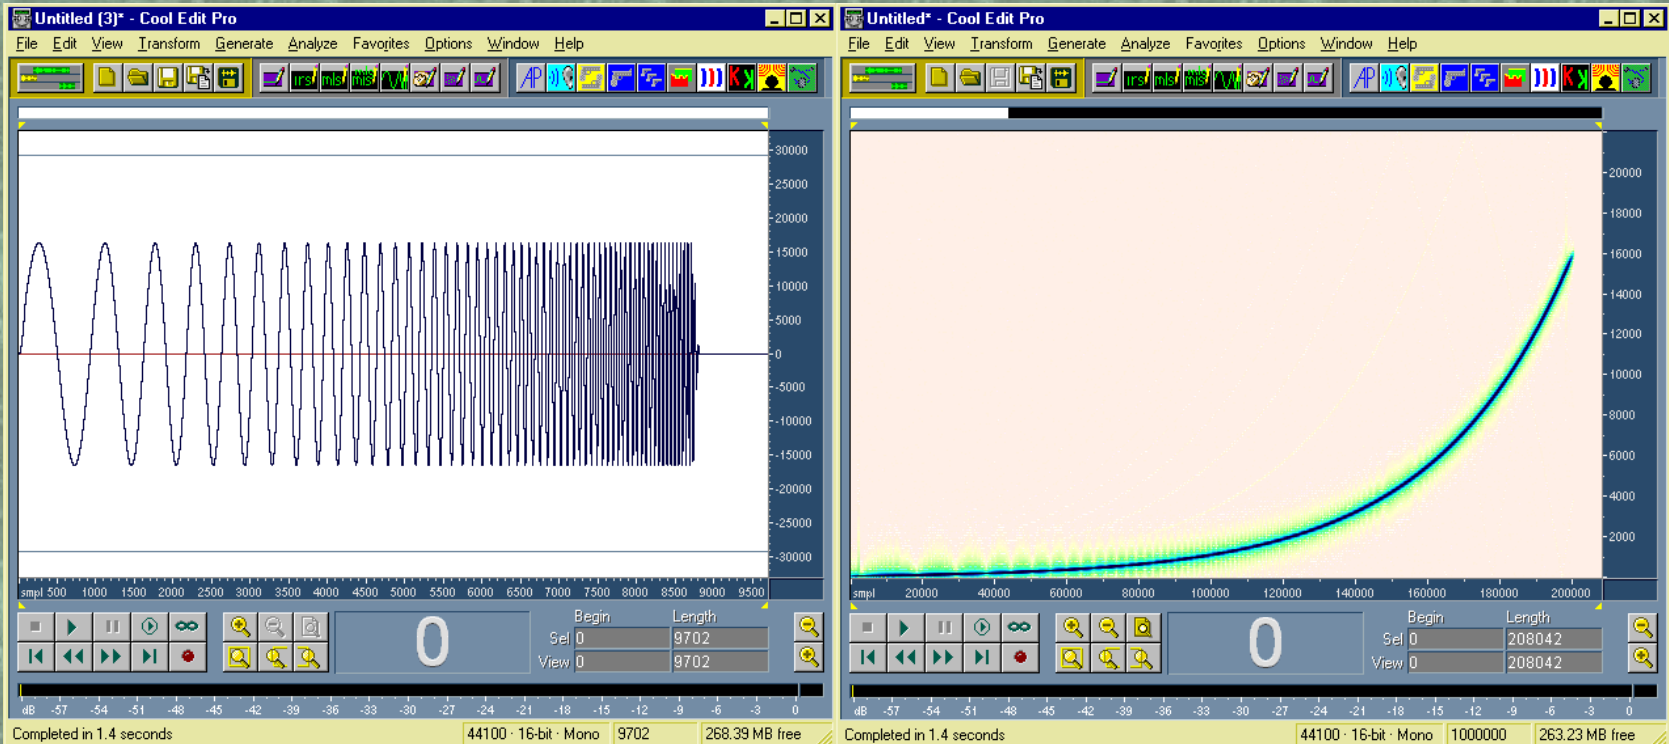 Untitled (3)* - Cool Edit Pro
File Edit View Transform Generate Analyze Favorites Options Window Help
irs mls mls AP K K
30000
25000
20000
15000
10000
5000
0
-5000
-10000
-15000
-20000
-25000
-30000
smpl 500 1000 1500 2000 2500 3000 3500 4000 4500 5000 5500 6000 6500 7000 7500 8000 8500 9000 9500
0
Begin Length
Sel 0 9702
View 0 9702
dB -57 -54 -51 -48 -45 -42 -39 -36 -33 -30 -27 -24 -21 -18 -15 -12 -9 -6 -3 0
Completed in 1.4 seconds 44100 · 16-bit · Mono 9702 268.39 MB free
Untitled* - Cool Edit Pro
File Edit View Transform Generate Analyze Favorites Options Window Help
irs mls mls AP K K
20000
18000
16000
14000
12000
10000
8000
6000
4000
2000
smpl 20000 40000 60000 80000 100000 120000 140000 160000 180000 200000
0
Begin Length
Sel 0 208042
View 0 208042
dB -57 -54 -51 -48 -45 -42 -39 -36 -33 -30 -27 -24 -21 -18 -15 -12 -9 -6 -3 0
Completed in 1.4 seconds 44100 · 16-bit · Mono 1000000 263.23 MB free